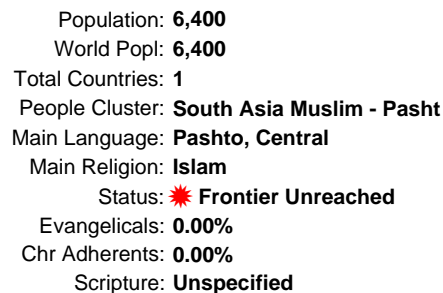 Population: 6,400
World Popl: 6,400
Total Countries: 1
People Cluster: South Asia Muslim - Pasht
Main Language: Pashto, Central
Main Religion: Islam
Status: Frontier Unreached
Evangelicals: 0.00%
Chr Adherents: 0.00%
Scripture: Unspecified